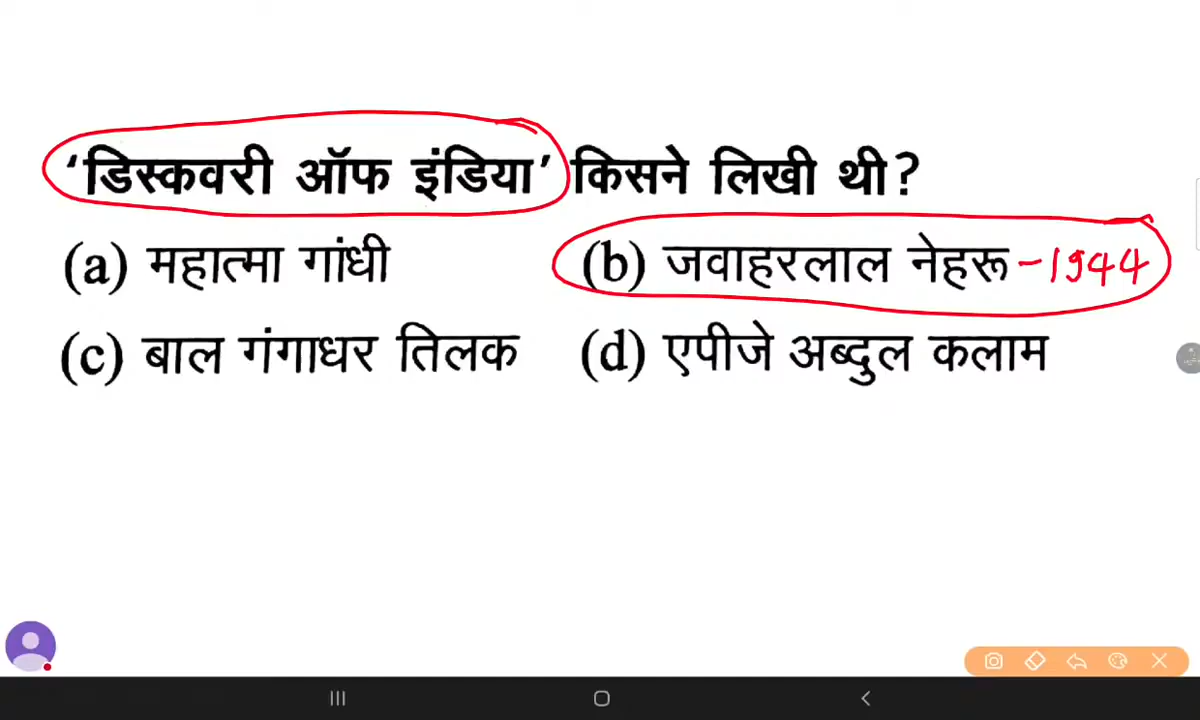 ‘डिस्कवरी ऑफ इंडिया’ किसने लिखी थी?
(a) महात्मा गांधी (b) जवाहरलाल नेहरू - 1944
(c) बाल गंगाधर तिलक (d) एपीजे अब्दुल कलाम